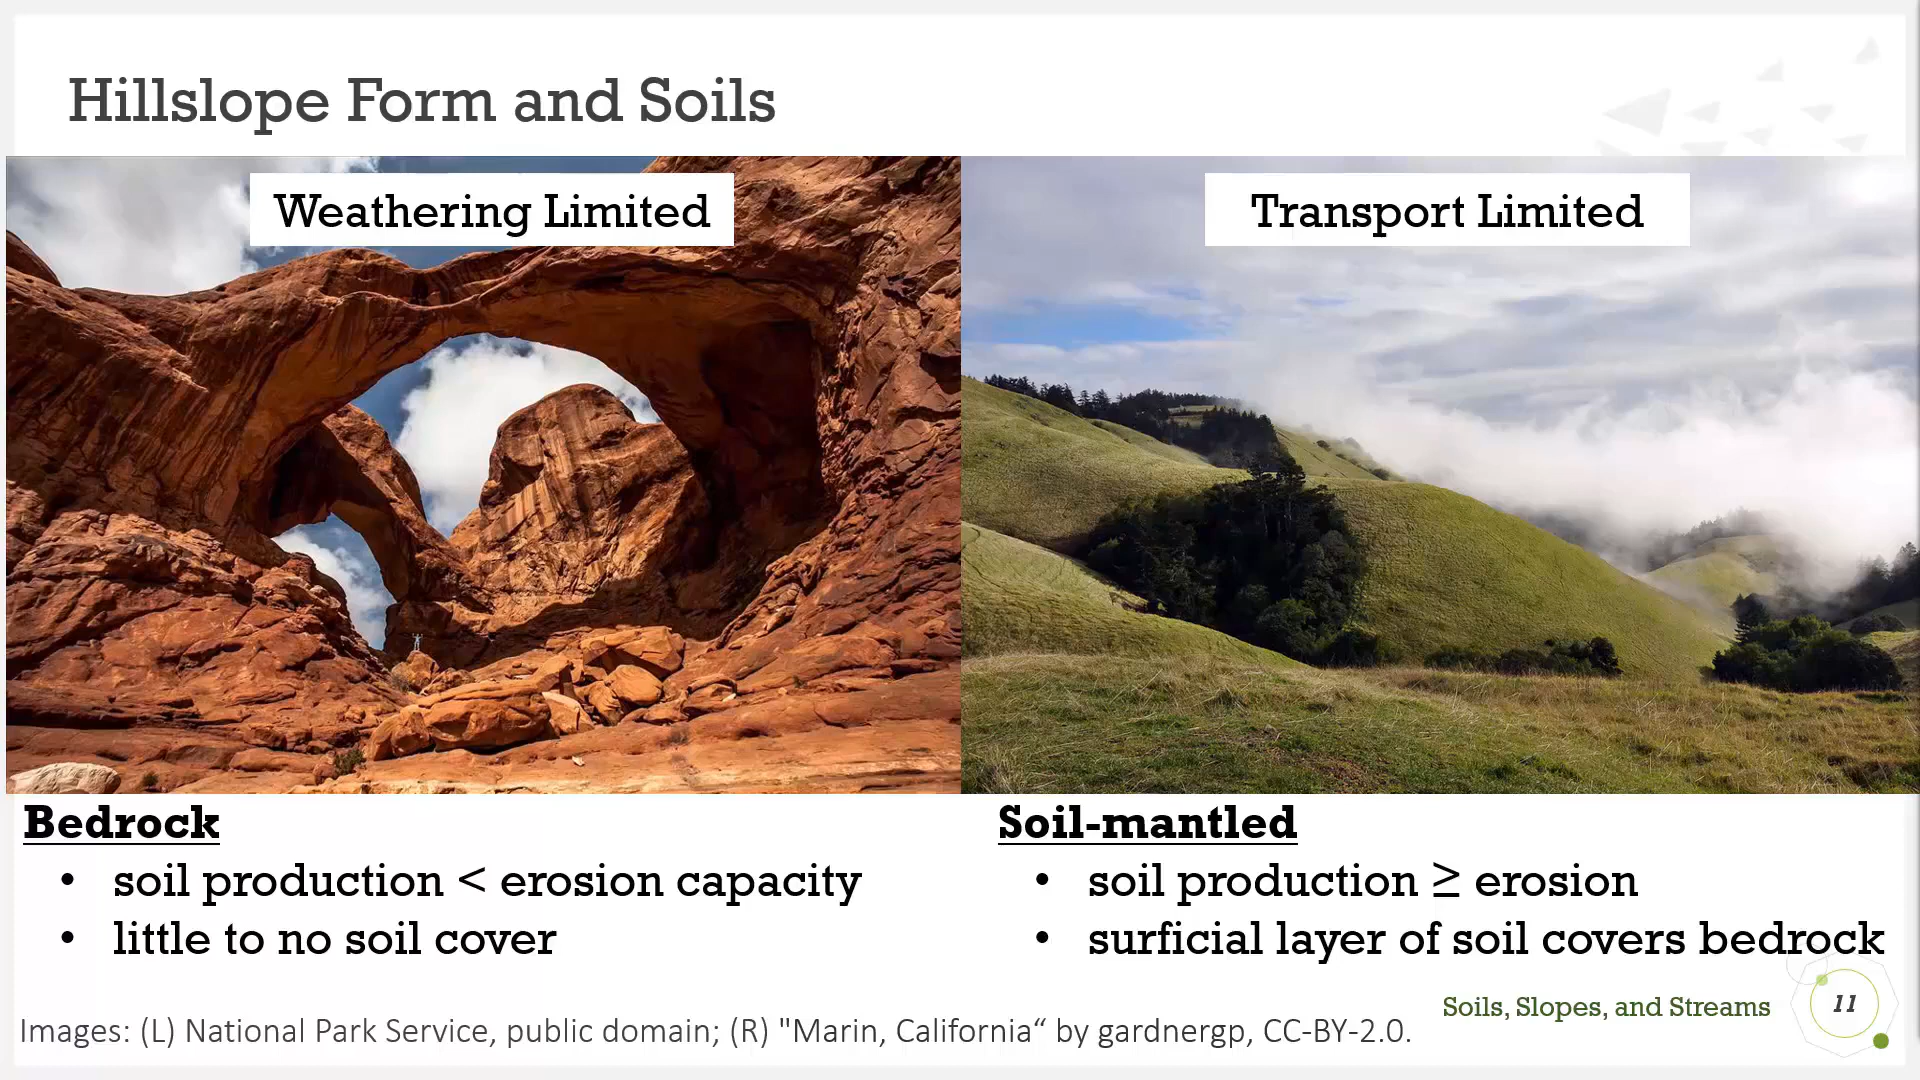 Hillslope Form and Soils
Weathering Limited
Transport Limited
Bedrock
• soil production < erosion capacity
• little to no soil cover
Soil-mantled
• soil production ≥ erosion
• surficial layer of soil covers bedrock
Soils, Slopes, and Streams
11
Images: (L) National Park Service, public domain; (R) "Marin, California“ by gardnergp, CC-BY-2.0.